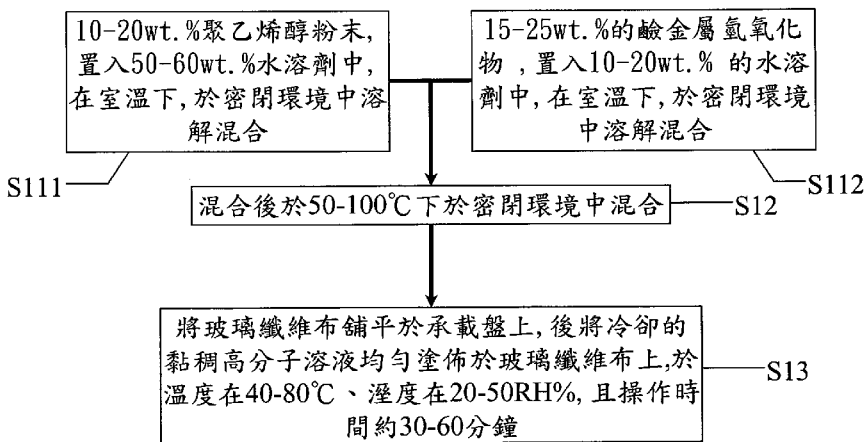 10-20wt.%聚乙烯醇粉末,
置入50-60wt.%水溶劑中,
在室溫下,於密閉環境中溶
解混合
S111
15-25wt.%的鹼金屬氫氧化
物 ,置入10-20wt.% 的水溶
劑中,在室溫下,於密閉環境
中溶解混合
S112
混合後於50-100℃下於密閉環境中混合
S12
將玻璃纖維布舖平於承載盤上,後將冷卻的
黏稠高分子溶液均勻塗佈於玻璃纖維布上,於
溫度在40-80℃、溼度在20-50RH%,且操作時
間約30-60分鐘
S13